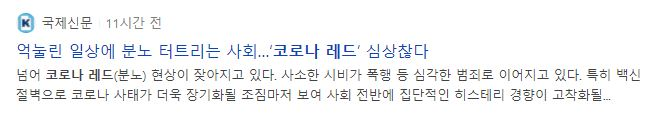 K 국제신문 11시간 전
억눌린 일상에 분노 터트리는 사회…‘코로나 레드’ 심상찮다
넘어 코로나 레드(분노) 현상이 잦아지고 있다. 사소한 시비가 폭행 등 심각한 범죄로 이어지고 있다. 특히 백신
절벽으로 코로나 사태가 더욱 장기화될 조짐마저 보여 사회 전반에 집단적인 히스테리 경향이 고착화될...